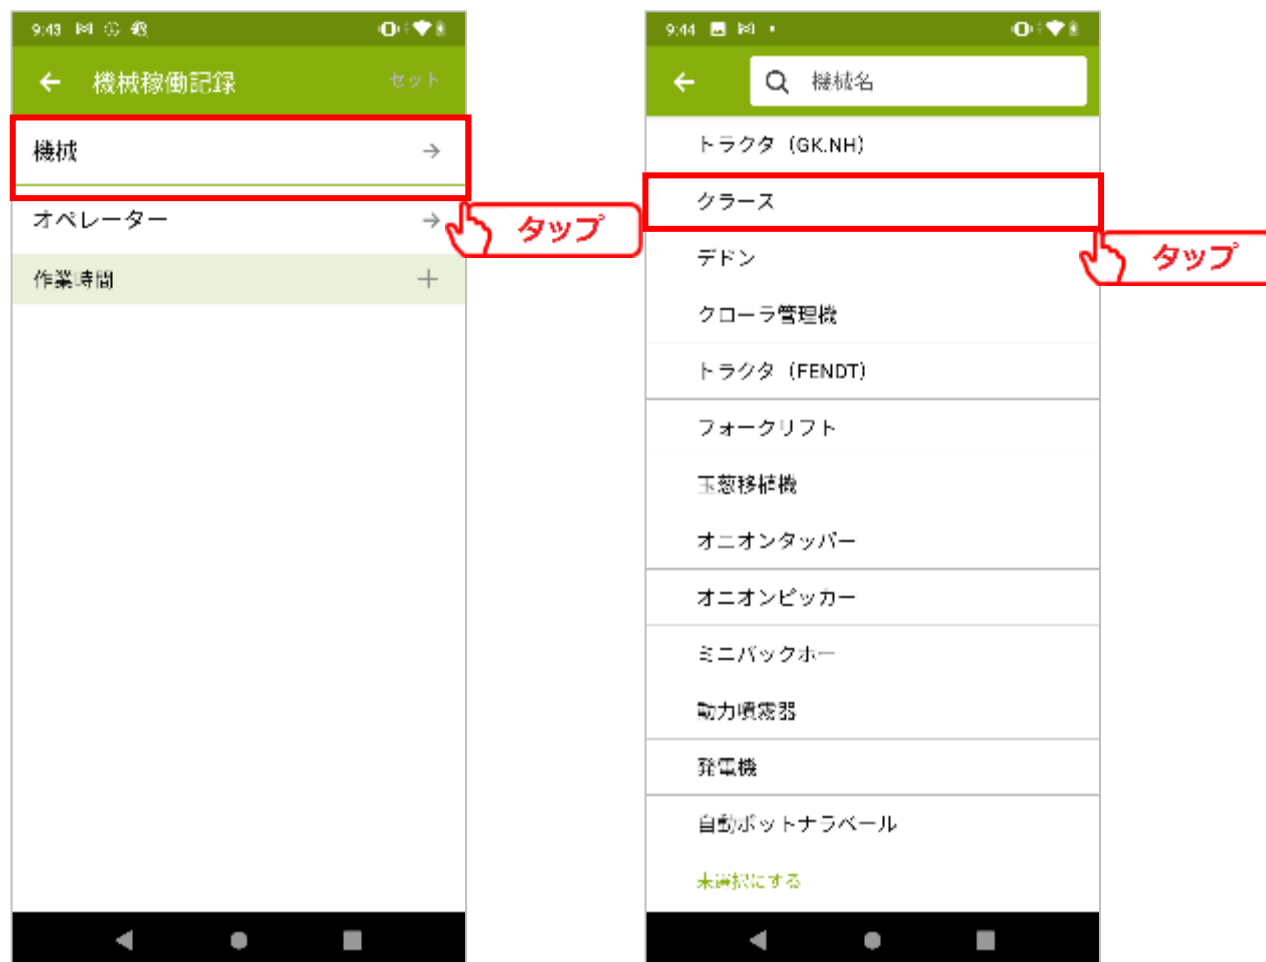 9:43
機械稼働記録
セット
機械
オペレーター
作業時間
タップ
9:44
機械名
トラクタ（GK.NH）
クラース
デドン
クローラ管理機
トラクタ（FENDT）
フォークリフト
玉葱移植機
オニオンタッパー
オニオンピッカー
ミニバックホー
動力噴霧器
発電機
自動ポットナラベール
未選択にする
タップ